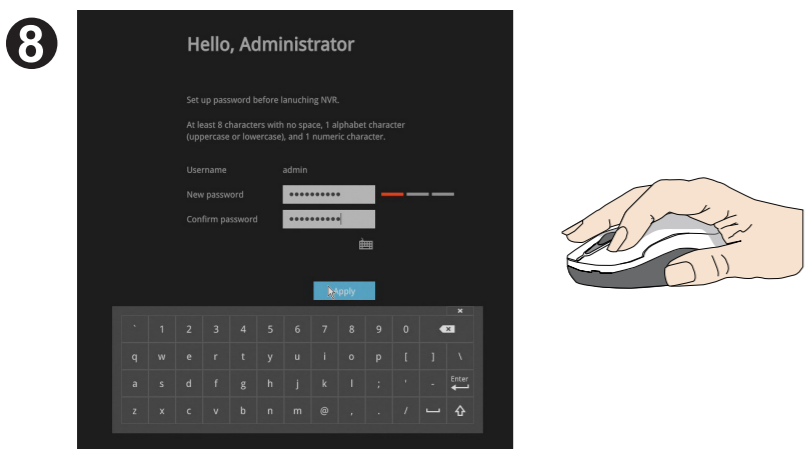 8
Hello, Administrator
Set up password before lanuching NVR.
At least 8 characters with no space, 1 alphabet character
(uppercase or lowercase), and 1 numeric character.
Username admin
New password ••••••••••
Confirm password ••••••••••
Apply
` 1 2 3 4 5 6 7 8 9 0
q w e r t y u i o p [ ] \
a s d f g h j k l ; ' - Enter
z x c v b n m @ , . /